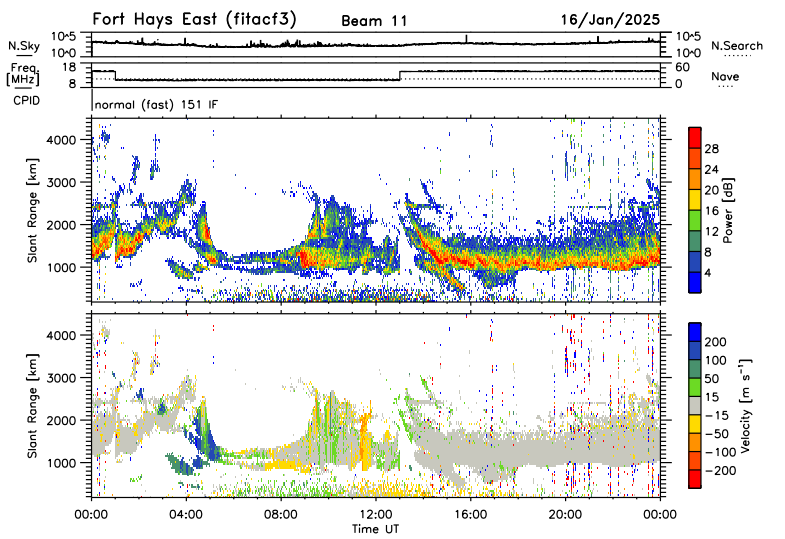 Fort Hays East (fitacf3) Beam 11 16/Jan/2025
N.Sky 10^5 10^0 10^5 10^0 N.Search
Freq. [MHz] 18 8 60 0 Nave
CPID normal (fast) 151 IF
Slant Range [km]
4000
3000
2000
1000
Power [dB]
28
24
20
16
12
8
4
Slant Range [km]
4000
3000
2000
1000
Velocity [m s⁻¹]
200
100
50
15
−15
−50
−100
−200
00:00 04:00 08:00 12:00 16:00 20:00 00:00
Time UT